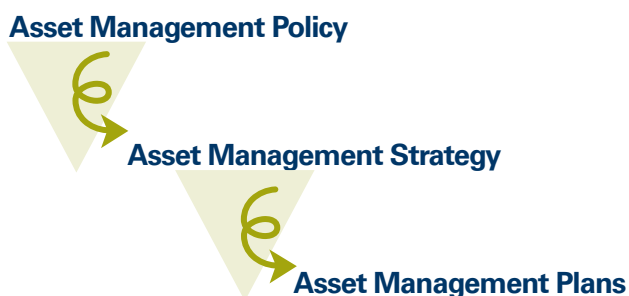 Asset Management Policy
Asset Management Strategy
Asset Management Plans